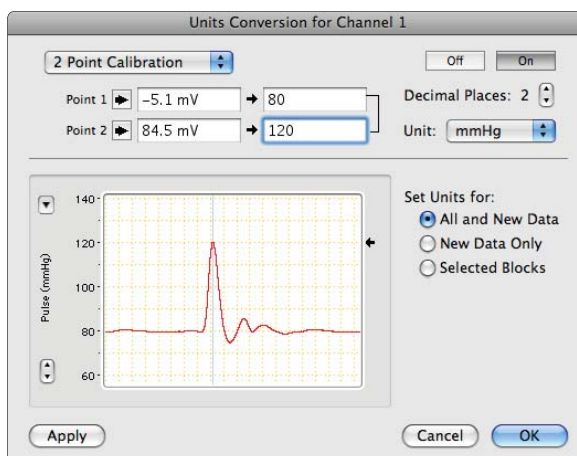 Units Conversion for Channel 1
2 Point Calibration
Off On
Point 1 −5.1 mV 80
Decimal Places: 2
Point 2 84.5 mV 120
Unit: mmHg
Set Units for:
All and New Data
New Data Only
Selected Blocks
Pulse (mmHg)
140
120
100
80
60
Apply
Cancel OK